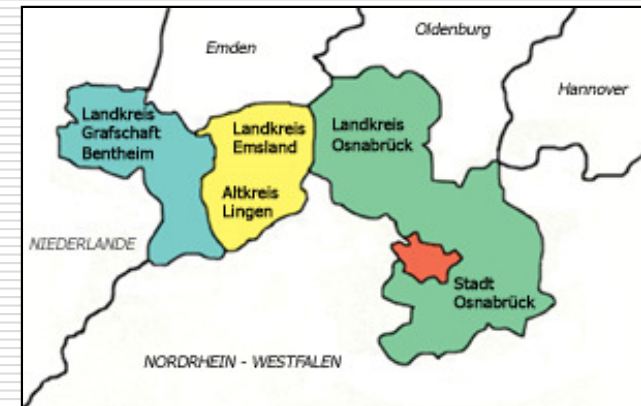 Emden
Oldenburg
Hannover
Landkreis
Grafschaft
Bentheim
Landkreis
Emsland
Altkreis
Lingen
Landkreis
Osnabrück
NIEDERLANDE
Stadt
Osnabrück
NORDRHEIN - WESTFALEN